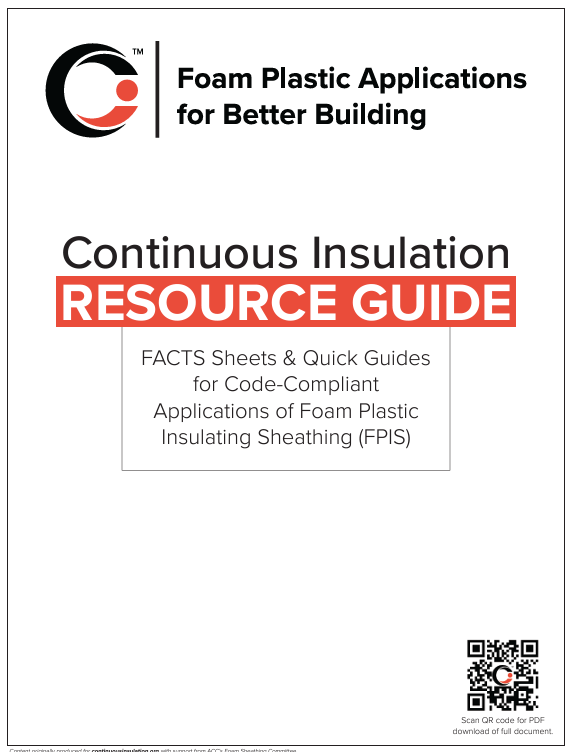 TM
Foam Plastic Applications
for Better Building
Continuous Insulation
RESOURCE GUIDE
FACTS Sheets & Quick Guides
for Code-Compliant
Applications of Foam Plastic
Insulating Sheathing (FPIS)
Scan QR code for PDF
download of full document.
Content originally produced for continuousinsulation.org with support from ACC's Foam Sheathing Committee